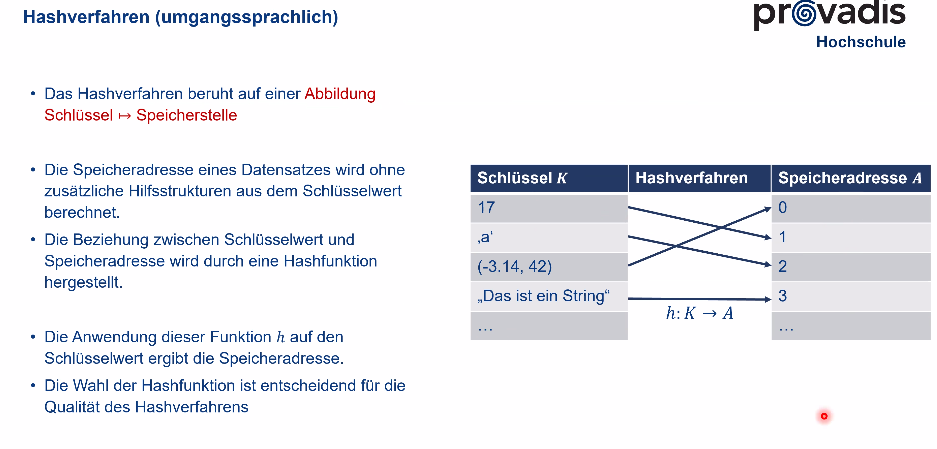 Hashverfahren (umgangssprachlich)
provadis
Hochschule
• Das Hashverfahren beruht auf einer Abbildung
Schlüssel ↦ Speicherstelle
• Die Speicheradresse eines Datensatzes wird ohne
zusätzliche Hilfsstrukturen aus dem Schlüsselwert
berechnet.
• Die Beziehung zwischen Schlüsselwert und
Speicheradresse wird durch eine Hashfunktion
hergestellt.
• Die Anwendung dieser Funktion h auf den
Schlüsselwert ergibt die Speicheradresse.
• Die Wahl der Hashfunktion ist entscheidend für die
Qualität des Hashverfahrens
Schlüssel K Hashverfahren Speicheradresse A
17 0
‚a‘ 1
(-3.14, 42) 2
„Das ist ein String“ 3
h: K → A
… …